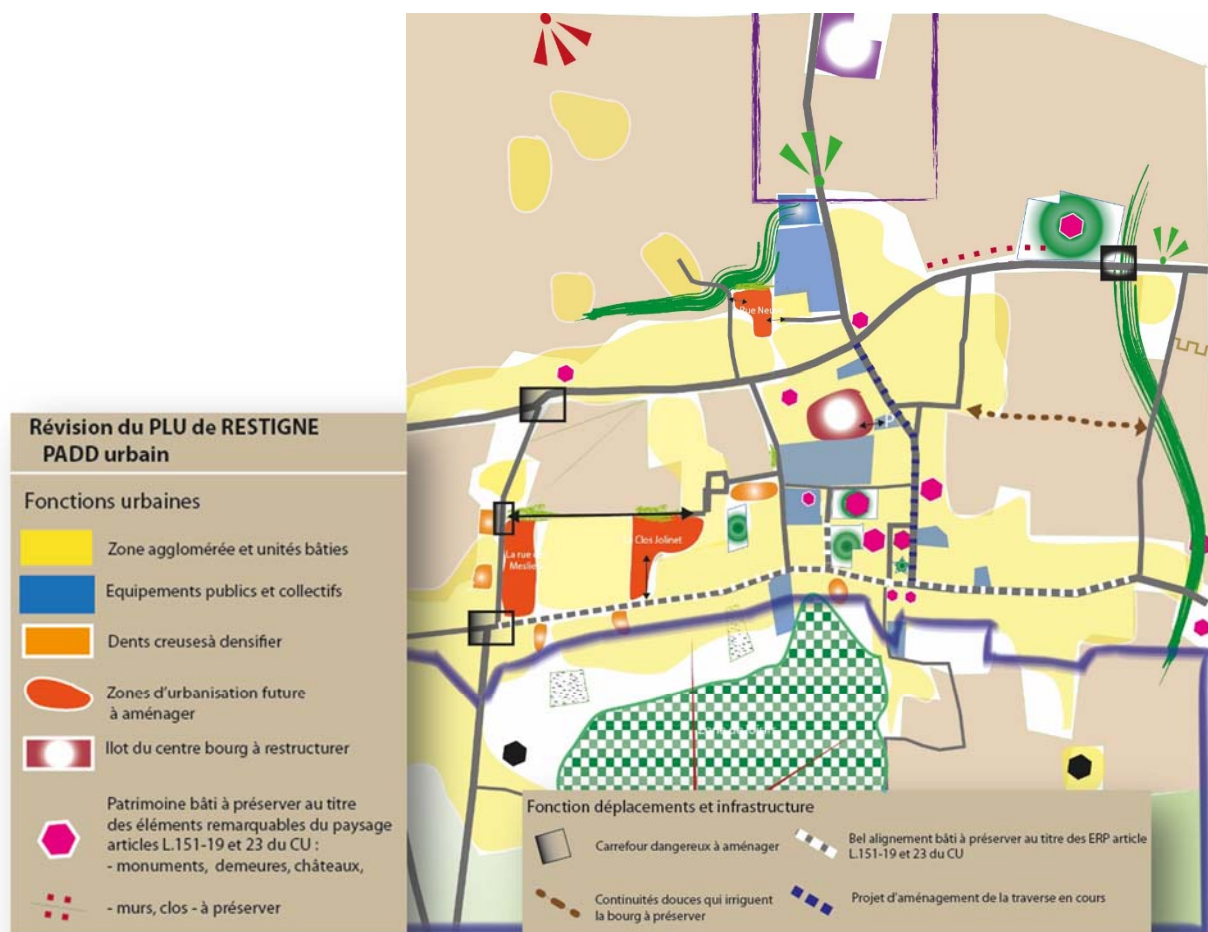 Révision du PLU de RESTIGNE
PADD urbain
Fonctions urbaines
Zone agglomérée et unités bâties
Equipements publics et collectifs
Dents creusesà densifier
Zones d'urbanisation future
à aménager
Ilot du centre bourg à restructurer
Patrimoine bâti à préserver au titre
des éléments remarquables du paysage
articles L.151-19 et 23 du CU :
- monuments, demeures, châteaux,
- murs, clos - à préserver
Rue Neuve
P
Clos Jolinet
La rue
Meslier
Fonction déplacements et infrastructure
Carrefour dangereux à aménager
Continuités douces qui irriguent
la bourg à préserver
Bel alignement bâti à préserver au titre des ERP article
L.151-19 et 23 du CU
Projet d'aménagement de la traverse en cours